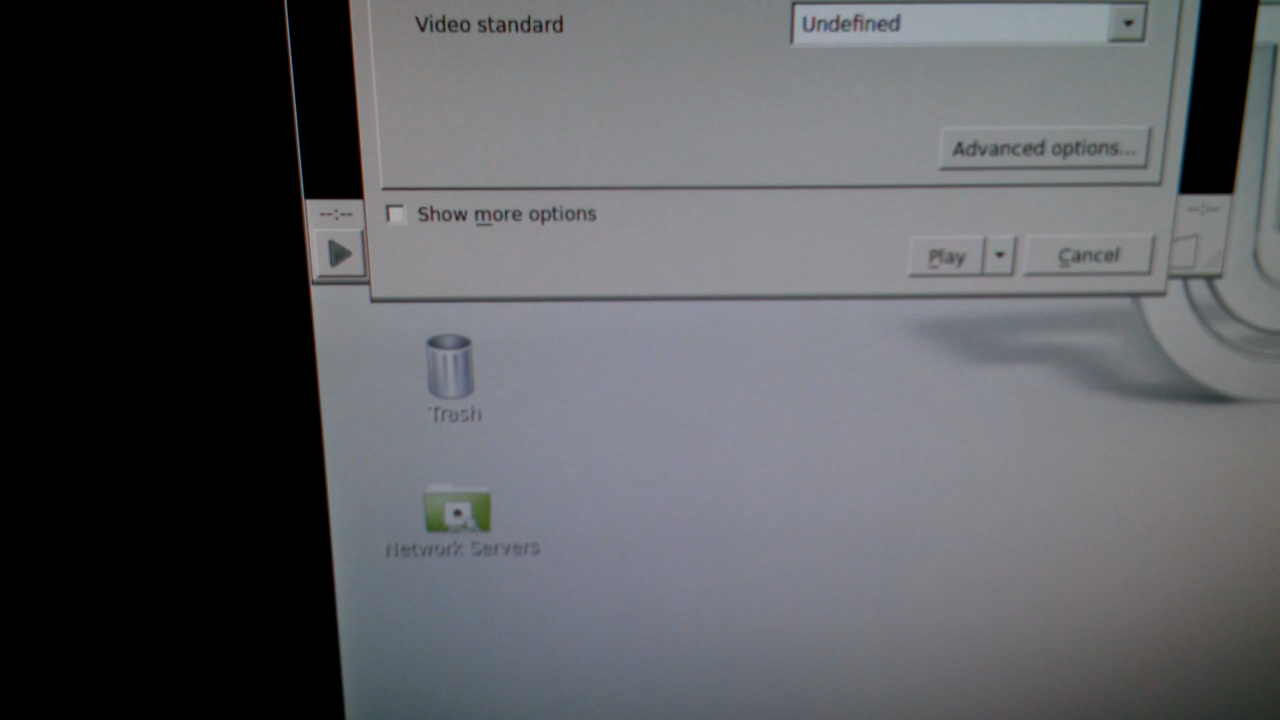 Video standard
Undefined
Advanced options...
--:--
Show more options
--:--
Play
Cancel
Trash
Network Servers